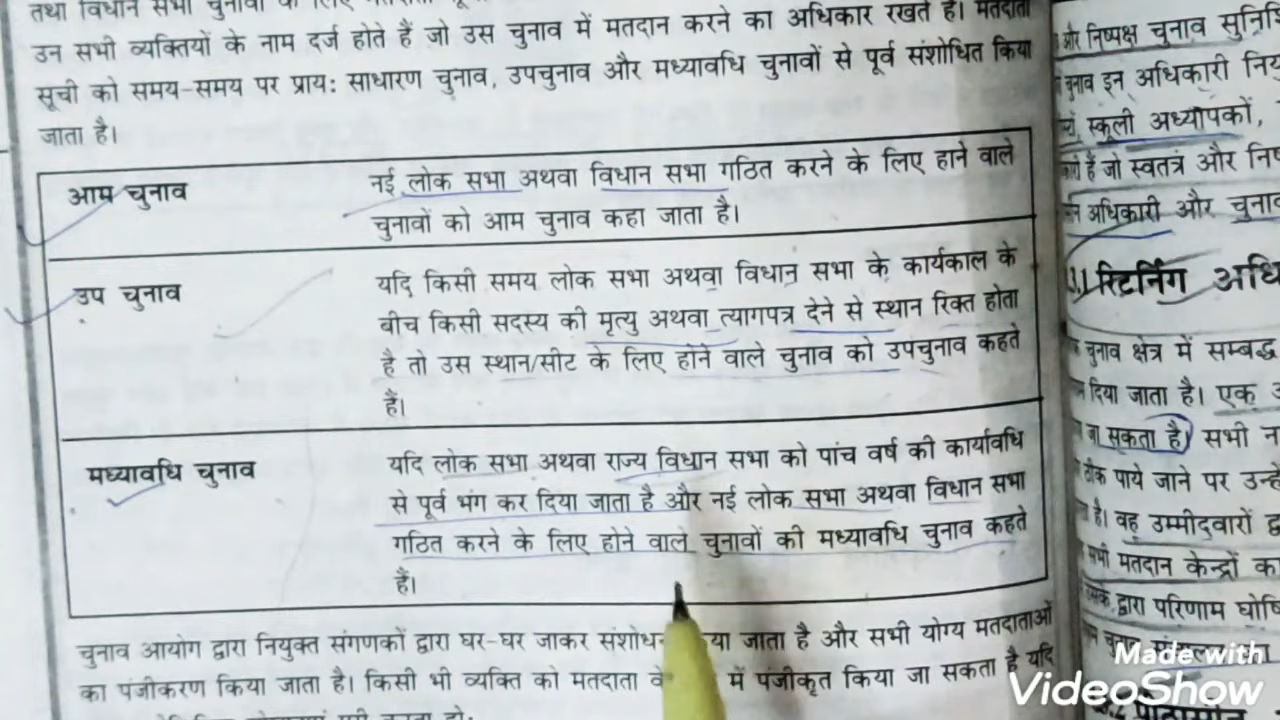 तथा विधान सभा चुनावों के लिए
उन सभी व्यक्तियों के नाम दर्ज होते हैं जो उस चुनाव में मतदान करने का अधिकार रखते हैं। मतदाता
सूची को समय-समय पर प्राय: साधारण चुनाव, उपचुनाव और मध्यावधि चुनावों से पूर्व संशोधित किया
जाता है।
आम चुनाव
नई लोक सभा अथवा विधान सभा गठित करने के लिए हाने वाले
चुनावों को आम चुनाव कहा जाता है।
उप चुनाव
यदि किसी समय लोक सभा अथवा विधान सभा के कार्यकाल के
बीच किसी सदस्य की मृत्यु अथवा त्यागपत्र देने से स्थान रिक्त होता
है तो उस स्थान/सीट के लिए होने वाले चुनाव को उपचुनाव कहते
हैं।
मध्यावधि चुनाव
यदि लोक सभा अथवा राज्य विधान सभा को पांच वर्ष की कार्यावधि
से पूर्व भंग कर दिया जाता है और नई लोक सभा अथवा विधान सभा
गठित करने के लिए होने वाले चुनावों की मध्यावधि चुनाव कहते
हैं।
चुनाव आयोग द्वारा नियुक्त संगणकों द्वारा घर-घर जाकर संशोधन किया जाता है और सभी योग्य मतदाताओं
का पंजीकरण किया जाता है। किसी भी व्यक्ति को मतदाता में पंजीकृत किया जा सकता है यदि
और निष्पक्ष चुनाव
चुनाव इन अधिकारी
स्कूली अध्यापकों,
हैं जो स्वतंत्र और
अधिकारी और
रिटर्निंग
चुनाव क्षेत्र में सम्बद्ध
दिया जाता है। एक
जा सकता है। सभी
ठीक पाये जाने पर उन्हें
है। वह उम्मीदवारों
सभी मतदान केन्द्रों का
द्वारा परिणाम
Made with
VideoShow